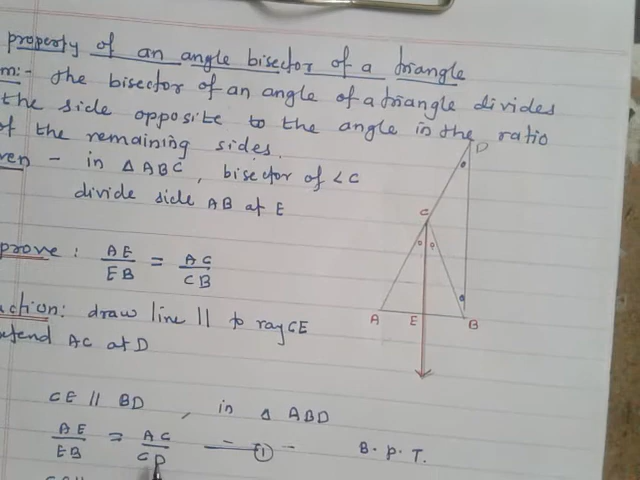 property of an angle bisector of a triangle
m:- the bisector of an angle of a triangle divides
the side opposite to the angle in the ratio
of the remaining sides.
ven - in △ ABC, bisector of ∠C
divide side AB at E
prove : AE/EB = AC/CB
action: draw line || to ray CE
xtend AC at D
CE // BD , in △ ABD
AE/EB = AC/CD —— ① - B.P.T.
D
C
A
E
B